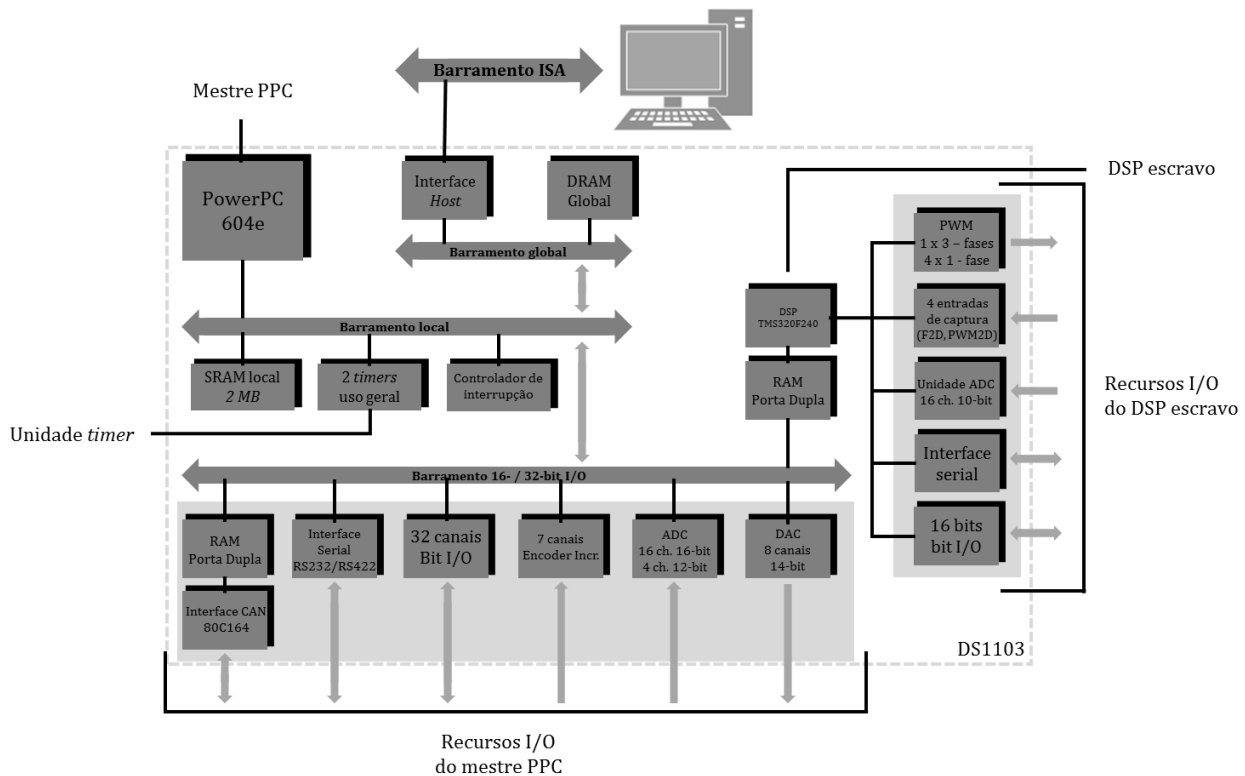 Barramento ISA
Mestre PPC
PowerPC
604e
Interface
Host
DRAM
Global
Barramento global
DSP escravo
PWM
1 x 3 – fases
4 x 1 - fase
DSP
TMS320F240
4 entradas
de captura
(F2D, PWM2D)
Barramento local
SRAM local
2 MB
2 timers
uso geral
Controlador de
interrupção
RAM
Porta Dupla
Unidade ADC
16 ch. 10-bit
Recursos I/O
do DSP escravo
Unidade timer
Interface
serial
Barramento 16- / 32-bit I/O
RAM
Porta Dupla
Interface
Serial
RS232/RS422
32 canais
Bit I/O
7 canais
Encoder Incr.
ADC
16 ch. 16-bit
4 ch. 12-bit
DAC
8 canais
14-bit
16 bits
bit I/O
Interface CAN
80C164
DS1103
Recursos I/O
do mestre PPC